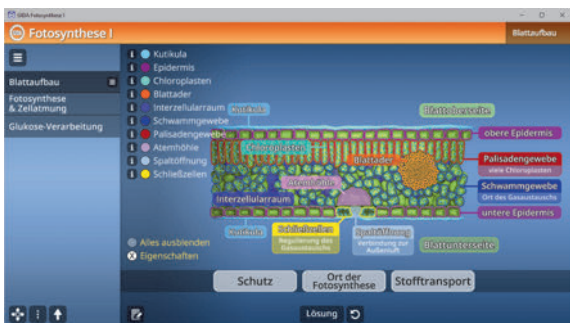 GIDA Fotosynthese I
Fotosynthese I
Blattaufbau
Blattaufbau
Fotosynthese
& Zellatmung
Glukose-Verarbeitung
Kutikula
Epidermis
Chloroplasten
Blattader
Interzellularraum
Schwammgewebe
Palisadengewebe
Atemhöhle
Spaltöffnung
Schließzellen
Alles ausblenden
Eigenschaften
Kutikula
Blattoberseite
obere Epidermis
Chloroplasten
Blattader
Palisadengewebe
viele Chloroplasten
Atemhöhle
Schwammgewebe
Ort des Gasaustauschs
Interzellularraum
untere Epidermis
Kutikula
Schließzellen
Regulierung des
Gasaustauschs
Spaltöffnung
Verbindung zur
Außenluft
Blattunterseite
Schutz
Ort der
Fotosynthese
Stofftransport
Lösung